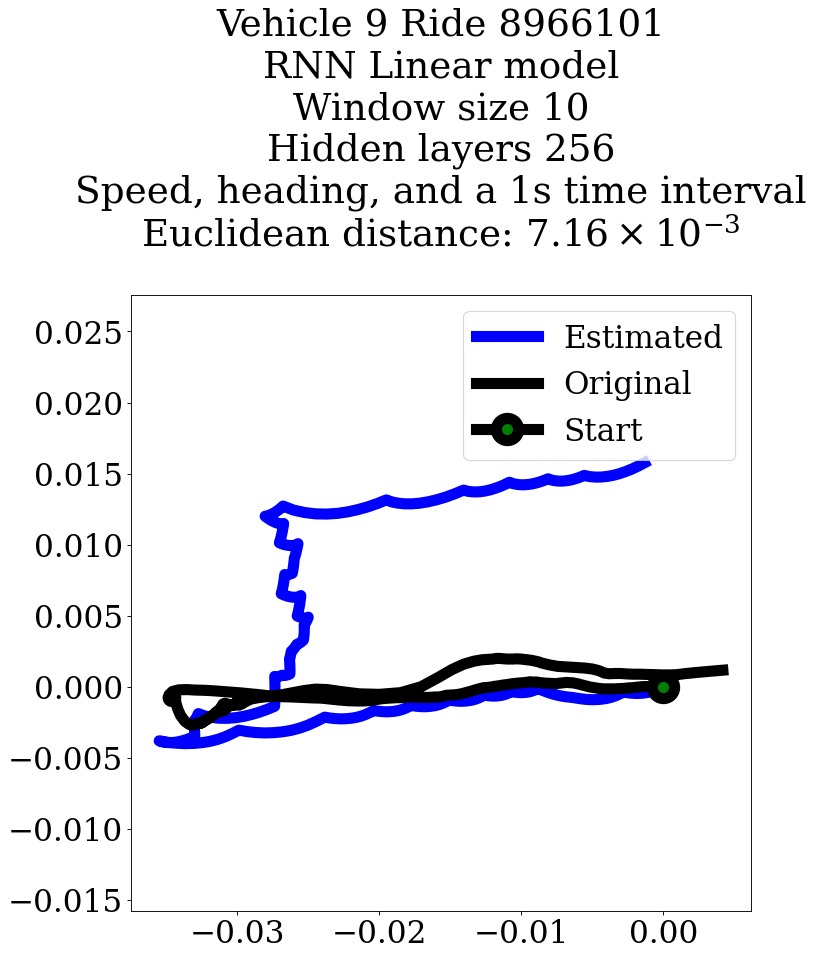 Vehicle 9 Ride 8966101
RNN Linear model
Window size 10
Hidden layers 256
Speed, heading, and a 1s time interval
Euclidean distance: 7.16 × 10⁻³
Estimated
Original
Start
0.025
0.020
0.015
0.010
0.005
0.000
−0.005
−0.010
−0.015
−0.03 −0.02 −0.01 0.00